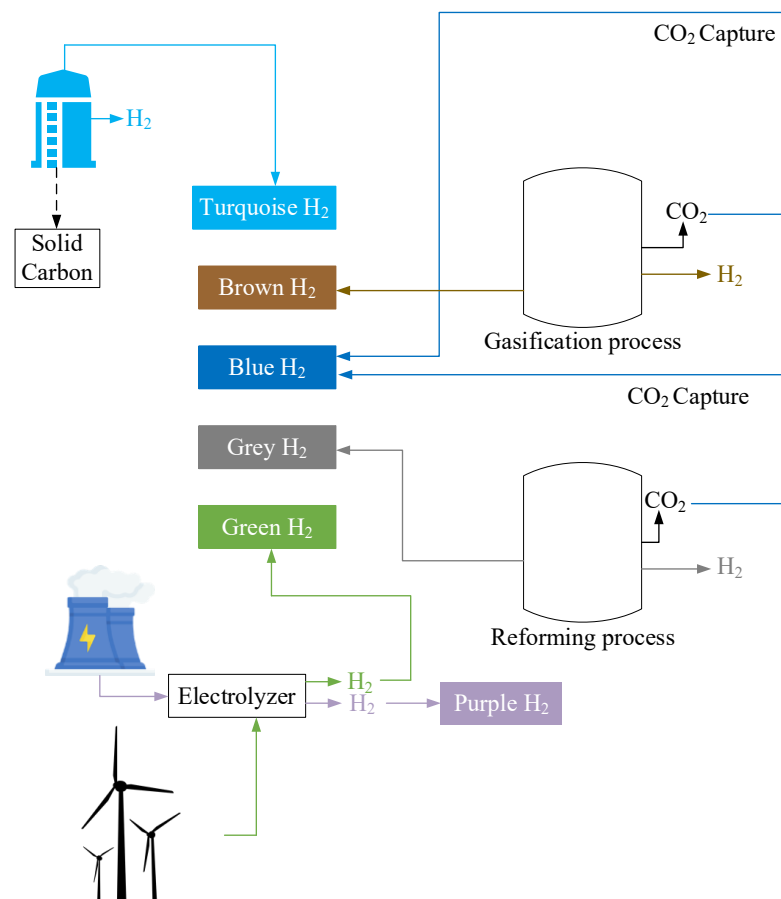 CO₂ Capture
H₂
Turquoise H₂
CO₂
Solid
Carbon
Brown H₂
H₂
Gasification process
Blue H₂
CO₂ Capture
Grey H₂
CO₂
Green H₂
H₂
Reforming process
Electrolyzer
H₂
H₂
Purple H₂